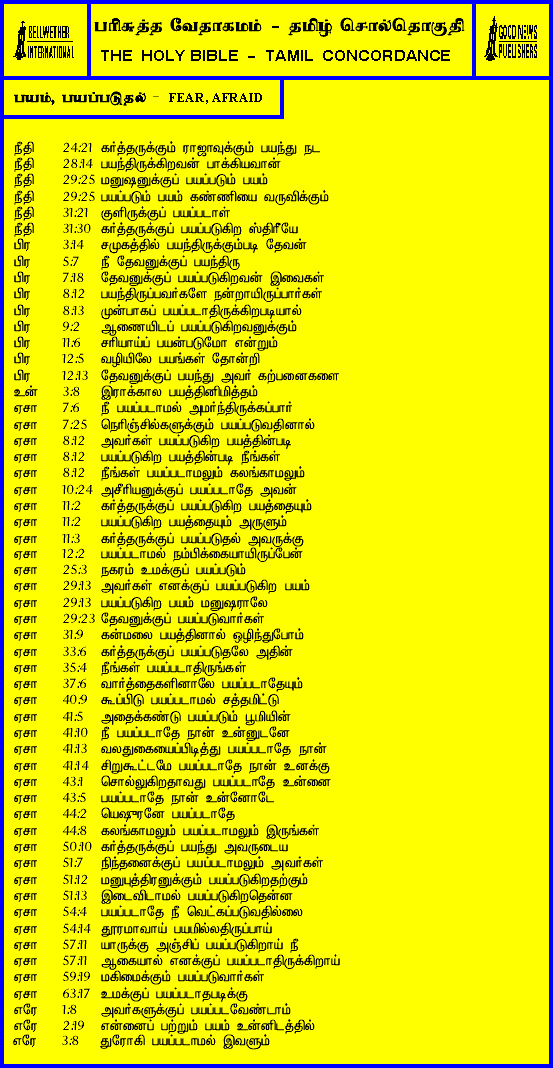 BELLWETHER
INTERNATIONAL
பரிசுத்த வேதாகமம் - தமிழ் சொல்தொகுதி
THE HOLY BIBLE - TAMIL CONCORDANCE
GOOD NEWS
PUBLISHERS
பயம், பயப்படுதல் - FEAR, AFRAID
நீதி 24:21 கர்த்தருக்கும் ராஜாவுக்கும் பயந்து நட
நீதி 28:14 பயந்திருக்கிறவன் பாக்கியவான்
நீதி 29:25 மனுஷனுக்குப் பயப்படும் பயம்
நீதி 29:25 பயப்படும் பயம் கண்ணியை வருவிக்கும்
நீதி 31:21 குளிருக்குப் பயப்படாள்
நீதி 31:30 கர்த்தருக்குப் பயப்படுகிற ஸ்திரீயே
பிர 3:14 சமுகத்தில் பயந்திருக்கும்படி தேவன்
பிர 5:7 நீ தேவனுக்குப் பயந்திரு
பிர 7:18 தேவனுக்குப் பயப்படுகிறவன் இவைகள்
பிர 8:12 பயந்திருப்பவர்களே நன்றாயிருப்பார்கள்
பிர 8:13 முன்பாகப் பயப்படாதிருக்கிறபடியால்
பிர 9:2 ஆணையிடப் பயப்படுகிறவனுக்கும்
பிர 11:6 சரியாய்ப் பயன்படுமோ என்றும்
பிர 12:5 வழியிலே பயங்கள் தோன்றி
பிர 12:13 தேவனுக்குப் பயந்து அவர் கற்பனைகளை
உன் 3:8 இராக்கால பயத்தினிமித்தம்
ஏசா 7:6 நீ பயப்படாமல் அமர்ந்திருக்கப்பார்
ஏசா 7:25 நெரிஞ்சில்களுக்கும் பயப்படுவதினால்
ஏசா 8:12 அவர்கள் பயப்படுகிற பயத்தின்படி
ஏசா 8:12 பயப்படுகிற பயத்தின்படி நீங்கள்
ஏசா 8:12 நீங்கள் பயப்படாமலும் கலங்காமலும்
ஏசா 10:24 அசீரியனுக்குப் பயப்படாதே அவன்
ஏசா 11:2 கர்த்தருக்குப் பயப்படுகிற பயத்தையும்
ஏசா 11:2 பயப்படுகிற பயத்தையும் அருளும்
ஏசா 11:3 கர்த்தருக்குப் பயப்படுதல் அவருக்கு
ஏசா 12:2 பயப்படாமல் நம்பிக்கையாயிருப்பேன்
ஏசா 25:3 நகரம் உமக்குப் பயப்படும்
ஏசா 29:13 அவர்கள் எனக்குப் பயப்படுகிற பயம்
ஏசா 29:13 பயப்படுகிற பயம் மனுஷராலே
ஏசா 29:23 தேவனுக்குப் பயப்படுவார்கள்
ஏசா 31:9 கன்மலை பயத்தினால் ஒழிந்துபோம்
ஏசா 33:6 கர்த்தருக்குப் பயப்படுதலே அதின்
ஏசா 35:4 நீங்கள் பயப்படாதிருங்கள்
ஏசா 37:6 வார்த்தைகளினாலே பயப்படாதேயும்
ஏசா 40:9 கூப்பிடு பயப்படாமல் சத்தமிட்டு
ஏசா 41:5 அதைக்கண்டு பயப்படும் பூமியின்
ஏசா 41:10 நீ பயப்படாதே நான் உன்னுடனே
ஏசா 41:13 வலதுகையைப்பிடித்து பயப்படாதே நான்
ஏசா 41:14 சிறுகூட்டமே பயப்படாதே நான் உனக்கு
ஏசா 43:1 சொல்லுகிறதாவது பயப்படாதே உன்னை
ஏசா 43:5 பயப்படாதே நான் உன்னோடே
ஏசா 44:2 யெஷுரனே பயப்படாதே
ஏசா 44:8 கலங்காமலும் பயப்படாமலும் இருங்கள்
ஏசா 50:10 கர்த்தருக்குப் பயந்து அவருடைய
ஏசா 51:7 நிந்தனைக்குப் பயப்படாமலும் அவர்கள்
ஏசா 51:12 மனுபுத்திரனுக்கும் பயப்படுகிறதற்கும்
ஏசா 51:13 இடைவிடாமல் பயப்படுகிறதென்ன
ஏசா 54:4 பயப்படாதே நீ வெட்கப்படுவதில்லை
ஏசா 54:14 தூரமாவாய் பயமில்லாதிருப்பாய்
ஏசா 57:11 யாருக்கு அஞ்சிப் பயப்படுகிறாய் நீ
ஏசா 57:11 ஆகையால் எனக்குப் பயப்படாதிருக்கிறாய்
ஏசா 59:19 மகிமைக்கும் பயப்படுவார்கள்
ஏசா 63:17 உமக்குப் பயப்படாதபடிக்கு
எரே 1:8 அவர்களுக்குப் பயப்படவேண்டாம்
எரே 2:19 என்னைப் பற்றும் பயம் உன்னிடத்தில்
எரே 3:8 துரோகி பயப்படாமல் இவளும்